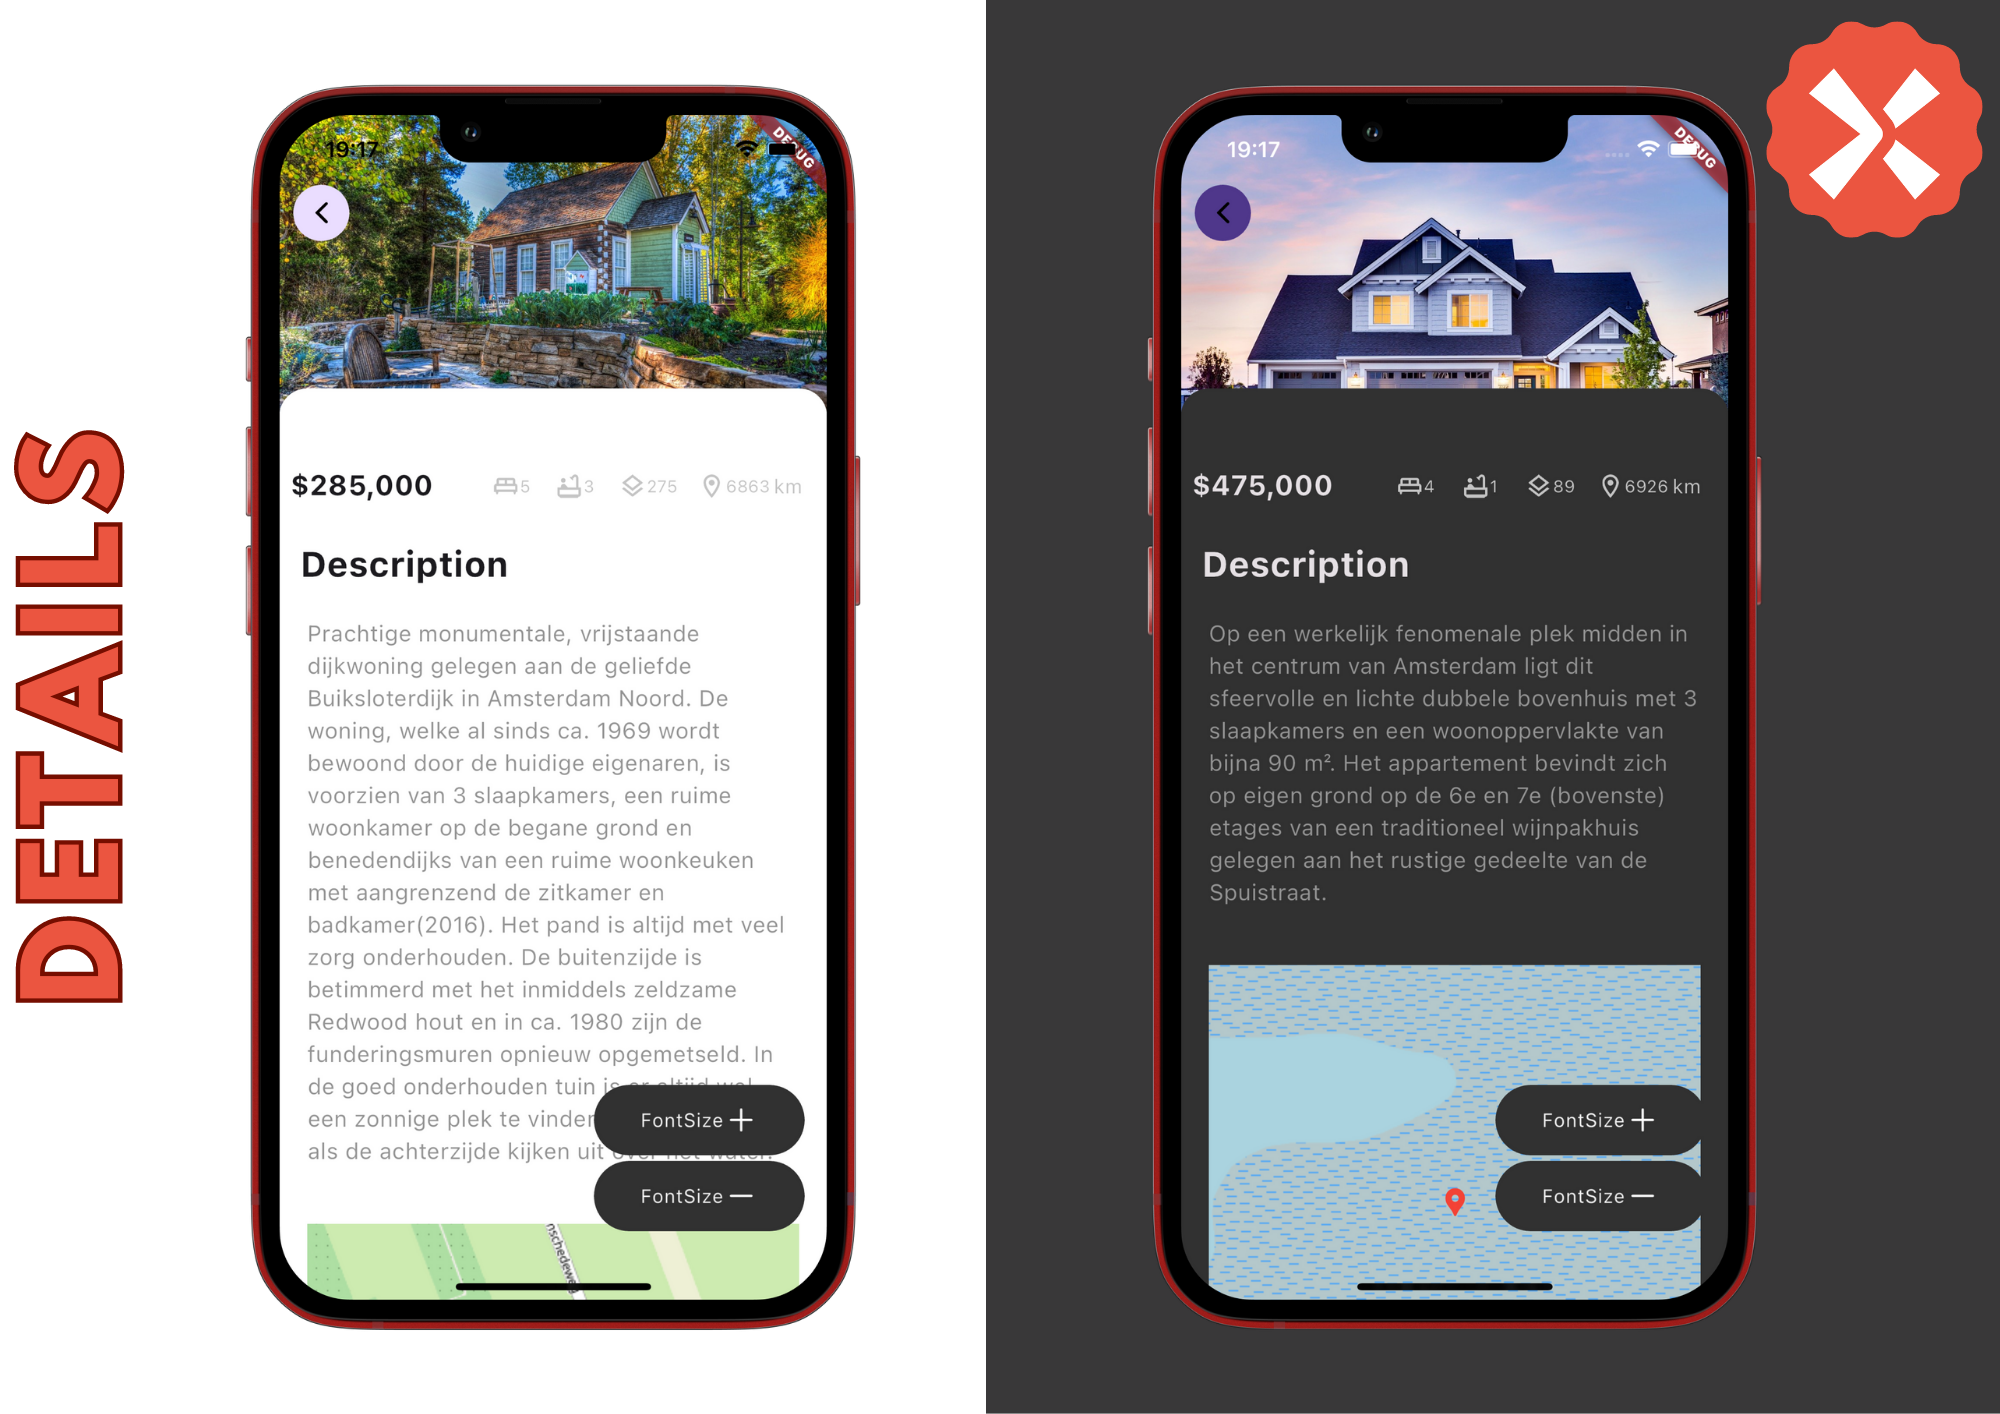 DETAILS
19:17
DEBUG
$285,000
5
3
275
6863 km
Description
Prachtige monumentale, vrijstaande
dijkwoning gelegen aan de geliefde
Buiksloterdijk in Amsterdam Noord. De
woning, welke al sinds ca. 1969 wordt
bewoond door de huidige eigenaren, is
voorzien van 3 slaapkamers, een ruime
woonkamer op de begane grond en
benedendijks van een ruime woonkeuken
met aangrenzend de zitkamer en
badkamer(2016). Het pand is altijd met veel
zorg onderhouden. De buitenzijde is
betimmerd met het inmiddels zeldzame
Redwood hout en in ca. 1980 zijn de
funderingsmuren opnieuw opgemetseld. In
de goed onderhouden tuin is er altijd wel
een zonnige plek te vinden
als de achterzijde kijken uit over het water.
FontSize +
FontSize −
19:17
DEBUG
$475,000
4
1
89
6926 km
Description
Op een werkelijk fenomenale plek midden in
het centrum van Amsterdam ligt dit
sfeervolle en lichte dubbele bovenhuis met 3
slaapkamers en een woonoppervlakte van
bijna 90 m². Het appartement bevindt zich
op eigen grond op de 6e en 7e (bovenste)
etages van een traditioneel wijnpakhuis
gelegen aan het rustige gedeelte van de
Spuistraat.
FontSize +
FontSize −